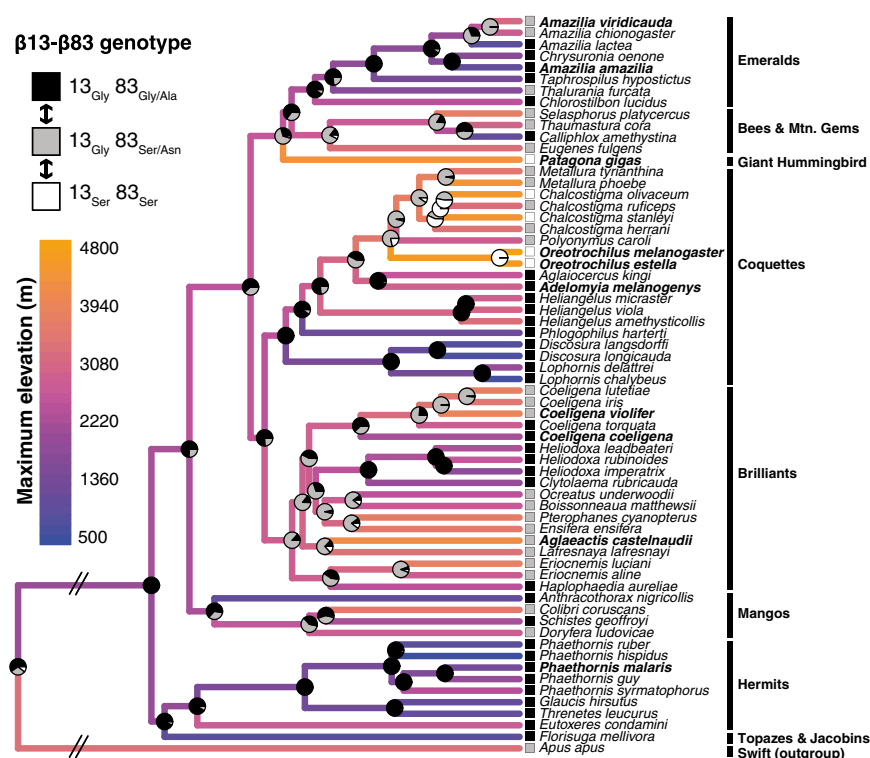 β13-β83 genotype
13Gly 83Gly/Ala
13Gly 83Ser/Asn
13Ser 83Ser
Maximum elevation (m)
4800
3940
3080
2220
1360
500
Amazilia viridicauda
Amazilia chionogaster
Amazilia lactea
Chrysuronia oenone
Amazilia amazilia
Taphrospilus hypostictus
Thalurania furcata
Chlorostilbon lucidus
Selasphorus platycercus
Thaumastura cora
Calliphlox amethystina
Eugenes fulgens
Patagona gigas
Metallura tyrianthina
Metallura phoebe
Chalcostigma olivaceum
Chalcostigma ruficeps
Chalcostigma stanleyi
Chalcostigma herrani
Polyonymus caroli
Oreotrochilus melanogaster
Oreotrochilus estella
Aglaiocercus kingi
Adelomyia melanogenys
Heliangelus micraster
Heliangelus viola
Heliangelus amethysticollis
Phlogophilus harterti
Discosura langsdorffi
Discosura longicauda
Lophornis delattrei
Lophornis chalybeus
Coeligena lutetiae
Coeligena iris
Coeligena violifer
Coeligena torquata
Coeligena coeligena
Heliodoxa leadbeateri
Heliodoxa rubinoides
Heliodoxa imperatrix
Clytolaema rubricauda
Ocreatus underwoodii
Boissonneaua matthewsii
Pterophanes cyanopterus
Ensifera ensifera
Aglaeactis castelnaudii
Lafresnaya lafresnayi
Eriocnemis luciani
Eriocnemis aline
Haplophaedia aureliae
Anthracothorax nigricollis
Colibri coruscans
Schistes geoffroyi
Doryfera ludovicae
Phaethornis ruber
Phaethornis hispidus
Phaethornis malaris
Phaethornis guy
Phaethornis syrmatophorus
Glaucis hirsutus
Threnetes leucurus
Eutoxeres condamini
Florisuga mellivora
Apus apus
Emeralds
Bees & Mtn. Gems
Giant Hummingbird
Coquettes
Brilliants
Mangos
Hermits
Topazes & Jacobins
Swift (outgroup)